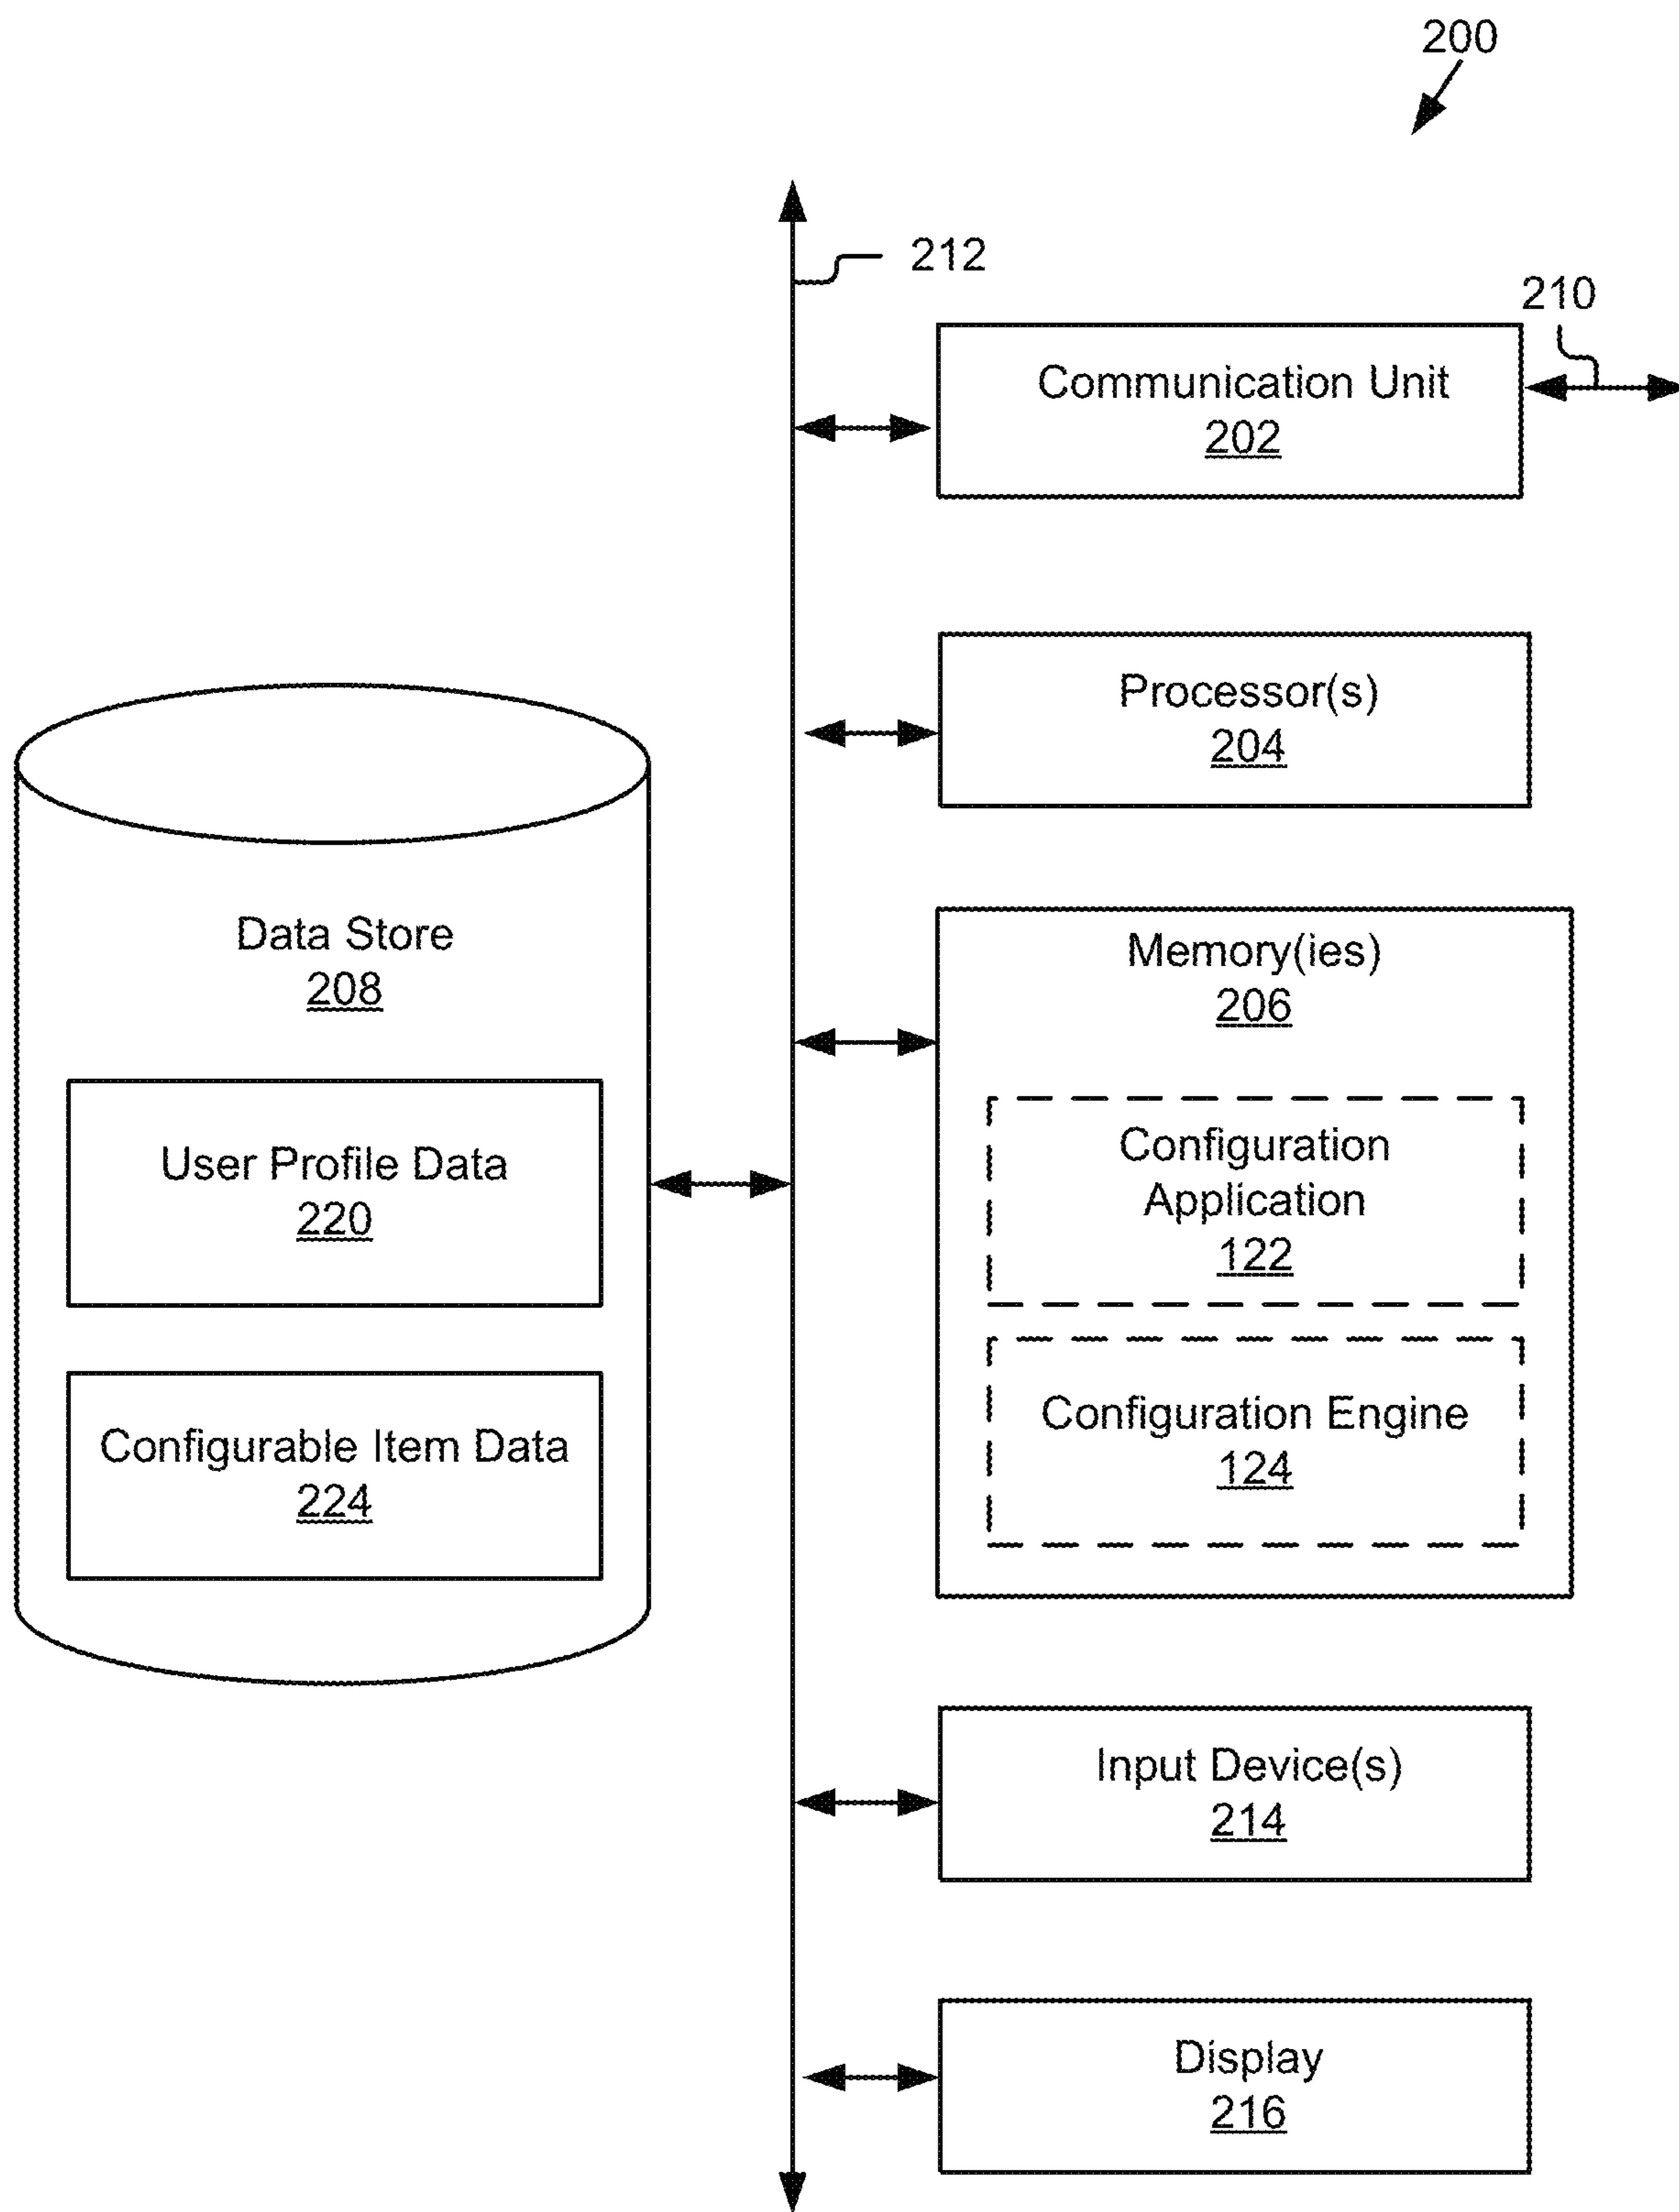 200
212
210
Communication Unit
202
Processor(s)
204
Data Store
208
Memory(ies)
206
User Profile Data
220
Configuration
Application
122
Configurable Item Data
224
Configuration Engine
124
Input Device(s)
214
Display
216